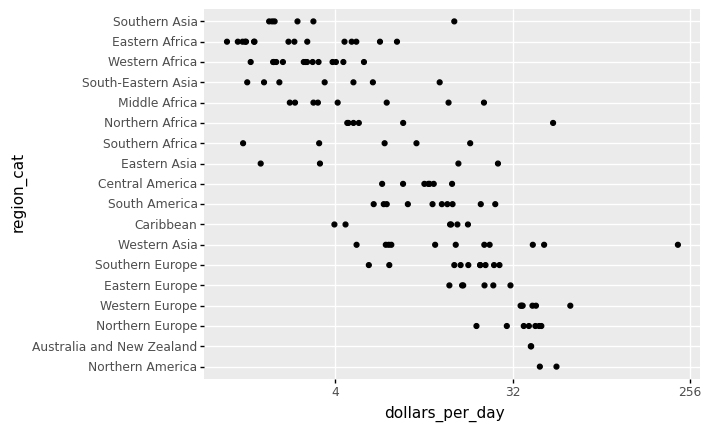 region_cat
Southern Asia
Eastern Africa
Western Africa
South-Eastern Asia
Middle Africa
Northern Africa
Southern Africa
Eastern Asia
Central America
South America
Caribbean
Western Asia
Southern Europe
Eastern Europe
Western Europe
Northern Europe
Australia and New Zealand
Northern America
4 32 256
dollars_per_day